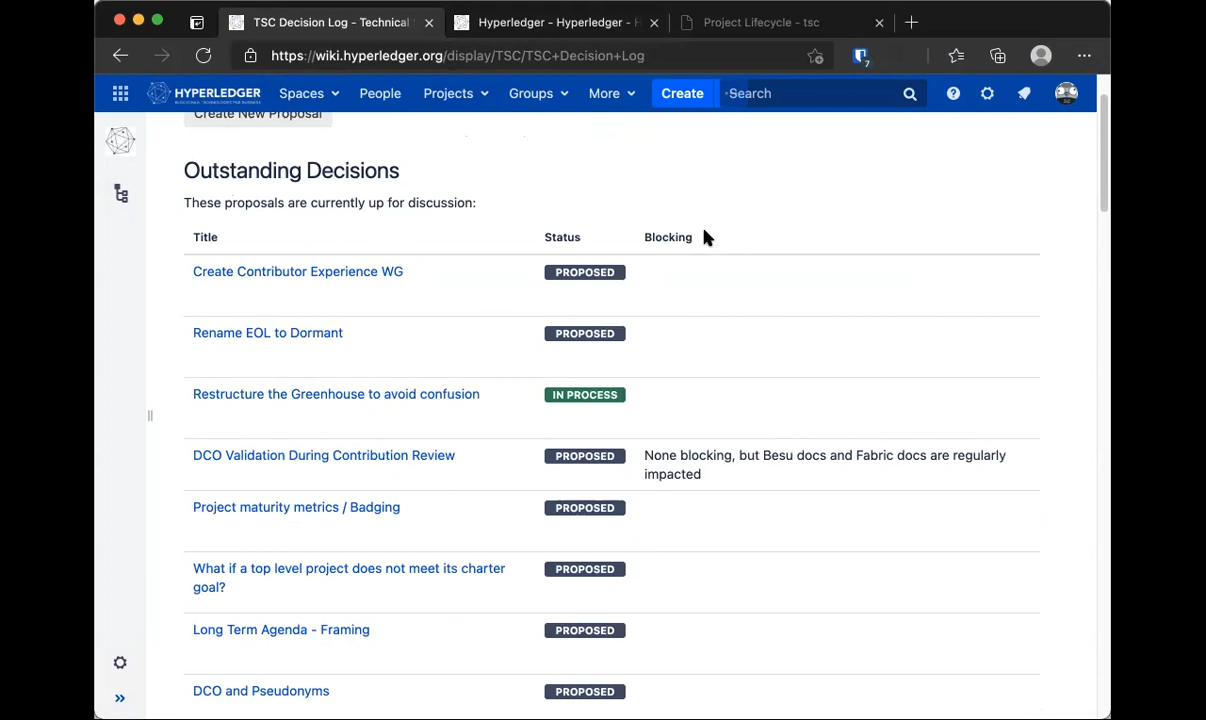 TSC Decision Log - Technical
Hyperledger - Hyperledger -
Project Lifecycle - tsc
https://wiki.hyperledger.org/display/TSC/TSC+Decision+Log
7
HYPERLEDGER
BLOCKCHAIN TECHNOLOGIES FOR BUSINESS
Spaces
People
Projects
Groups
More
Create
Search
Create New Proposal
Outstanding Decisions
These proposals are currently up for discussion:
Title Status Blocking
Create Contributor Experience WG PROPOSED
Rename EOL to Dormant PROPOSED
Restructure the Greenhouse to avoid confusion IN PROCESS
DCO Validation During Contribution Review PROPOSED None blocking, but Besu docs and Fabric docs are regularly
impacted
Project maturity metrics / Badging PROPOSED
What if a top level project does not meet its charter PROPOSED
goal?
Long Term Agenda - Framing PROPOSED
DCO and Pseudonyms PROPOSED